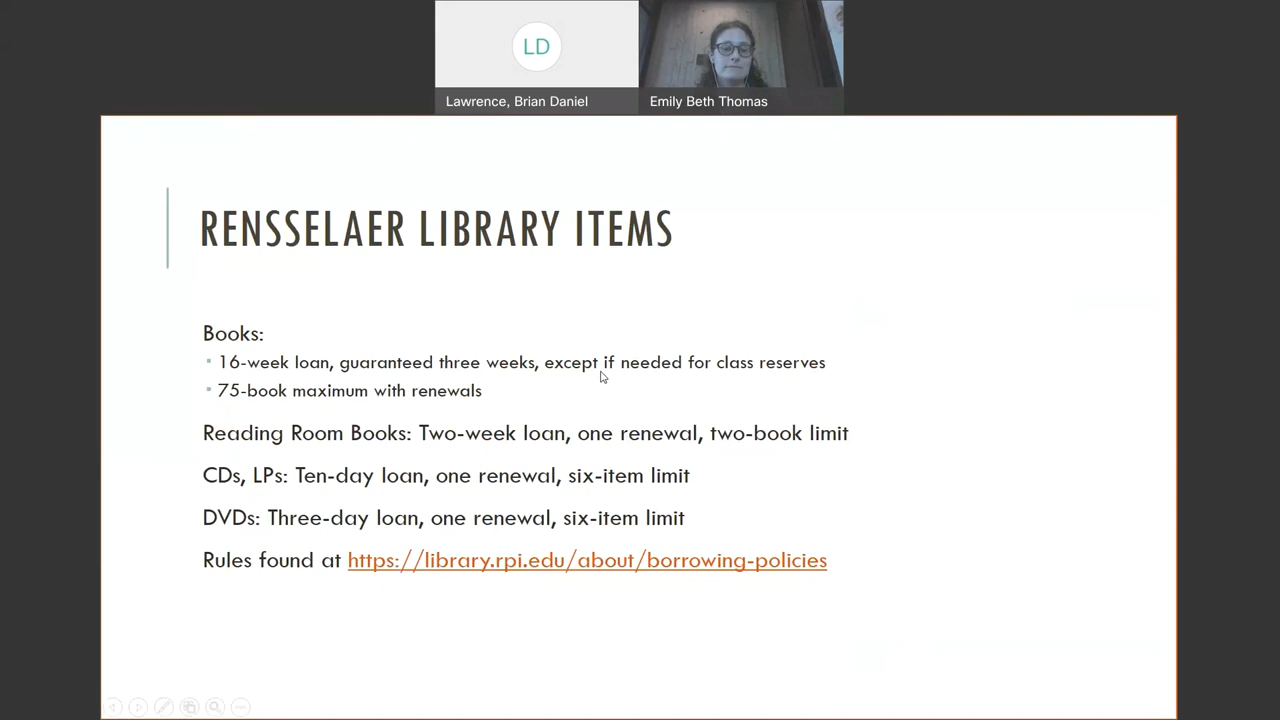 LD
Lawrence, Brian Daniel
Emily Beth Thomas
RENSSELAER LIBRARY ITEMS
Books:
16-week loan, guaranteed three weeks, except if needed for class reserves
75-book maximum with renewals
Reading Room Books: Two-week loan, one renewal, two-book limit
CDs, LPs: Ten-day loan, one renewal, six-item limit
DVDs: Three-day loan, one renewal, six-item limit
Rules found at https://library.rpi.edu/about/borrowing-policies